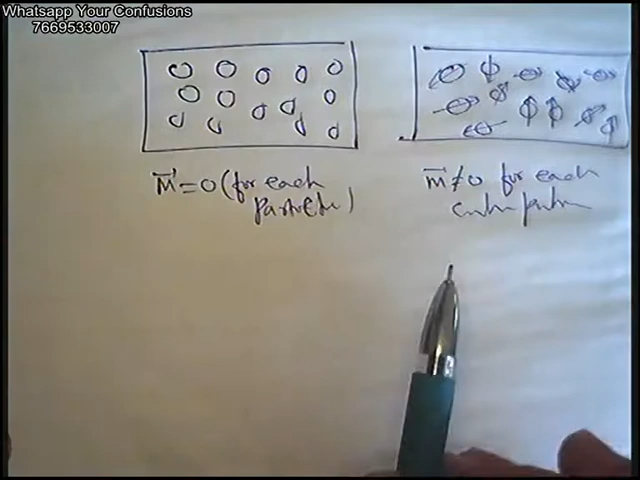 Whatsapp Your Confusions
7669533007
M⃗ = 0 (for each
particle)
m⃗ ≠ 0 for each